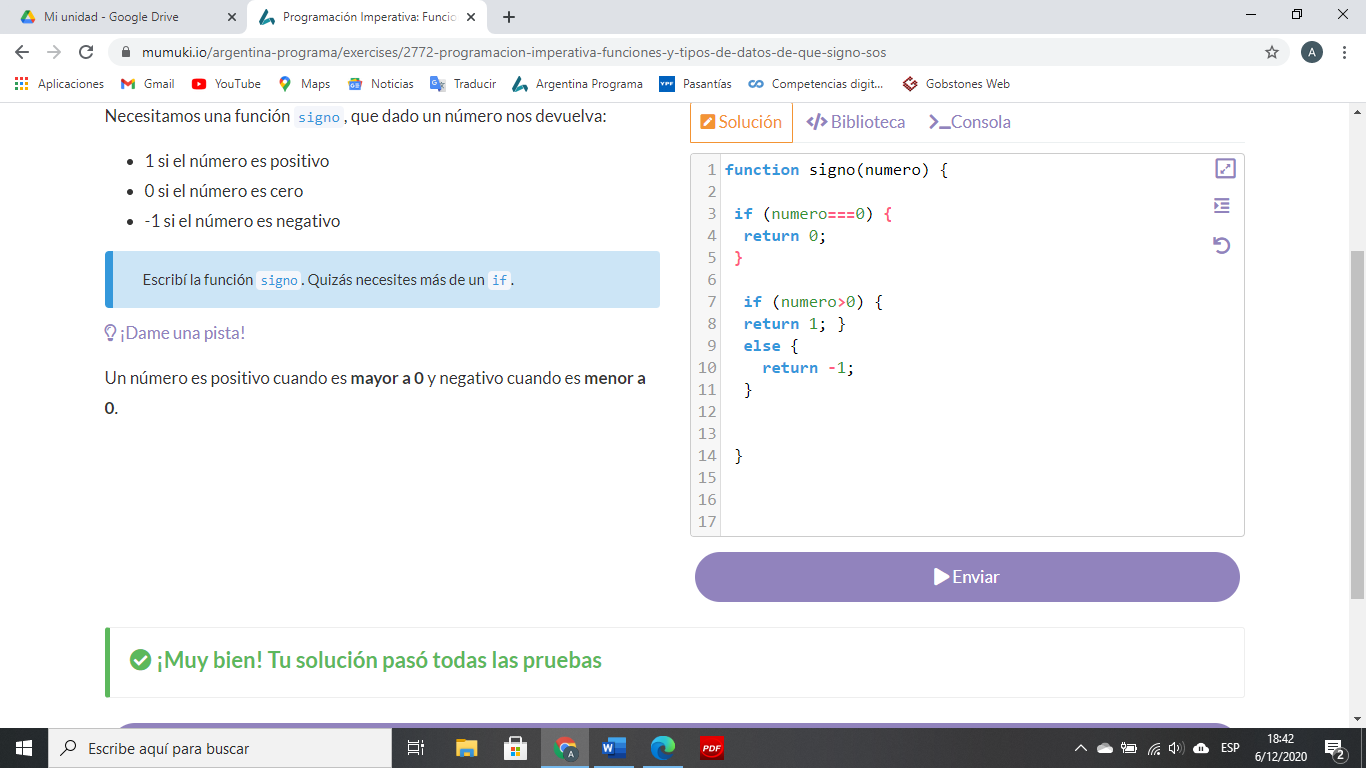 Mi unidad - Google Drive
Programación Imperativa: Funcio
mumuki.io/argentina-programa/exercises/2772-programacion-imperativa-funciones-y-tipos-de-datos-de-que-signo-sos
A
Aplicaciones
Gmail
YouTube
Maps
Noticias
Traducir
Argentina Programa
YPF
Pasantías
Competencias digit...
Gobstones Web
Necesitamos una función signo, que dado un número nos devuelva:
1 si el número es positivo
0 si el número es cero
-1 si el número es negativo
Escribí la función signo. Quizás necesites más de un if.
¡Dame una pista!
Un número es positivo cuando es mayor a 0 y negativo cuando es menor a
0.
Solución
Biblioteca
Consola
1 function signo(numero) {
2
3 if (numero===0) {
4 return 0;
5 }
6
7 if (numero>0) {
8 return 1; }
9 else {
10 return -1;
11 }
12
13
14 }
15
16
17
Enviar
¡Muy bien! Tu solución pasó todas las pruebas
Escribe aquí para buscar
A
W
PDF
ESP
18:42
6/12/2020
2